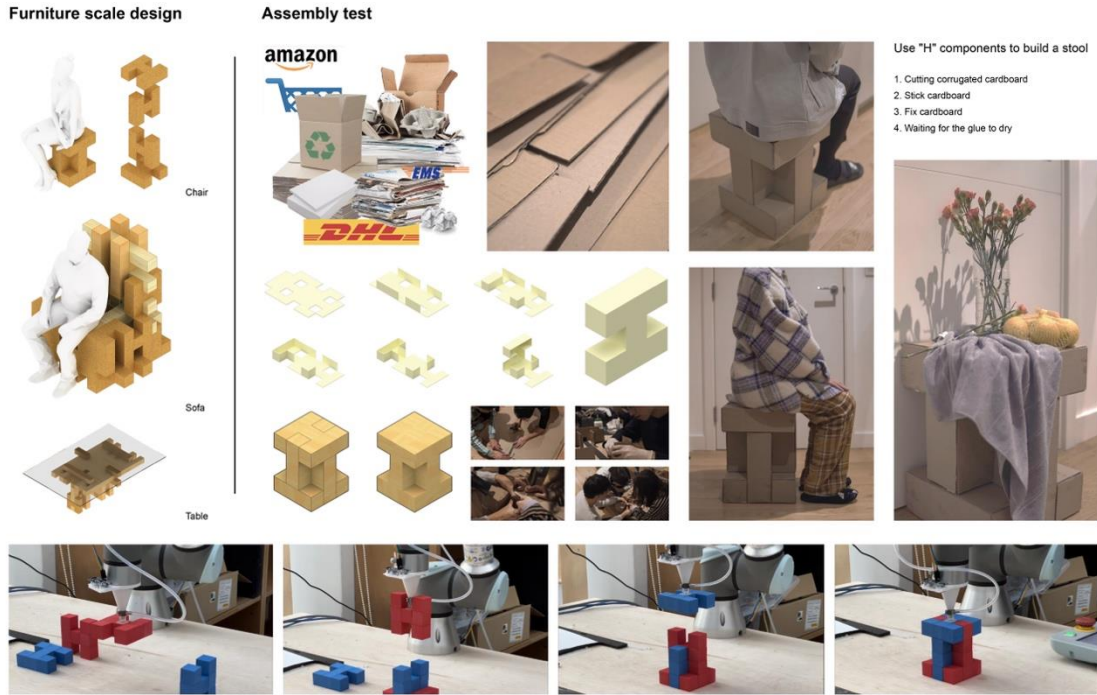 Furniture scale design
Assembly test
Chair
Sofa
Table
amazon
EMS
DHL
Use "H" components to build a stool
1. Cutting corrugated cardboard
2. Stick cardboard
3. Fix cardboard
4. Waiting for the glue to dry